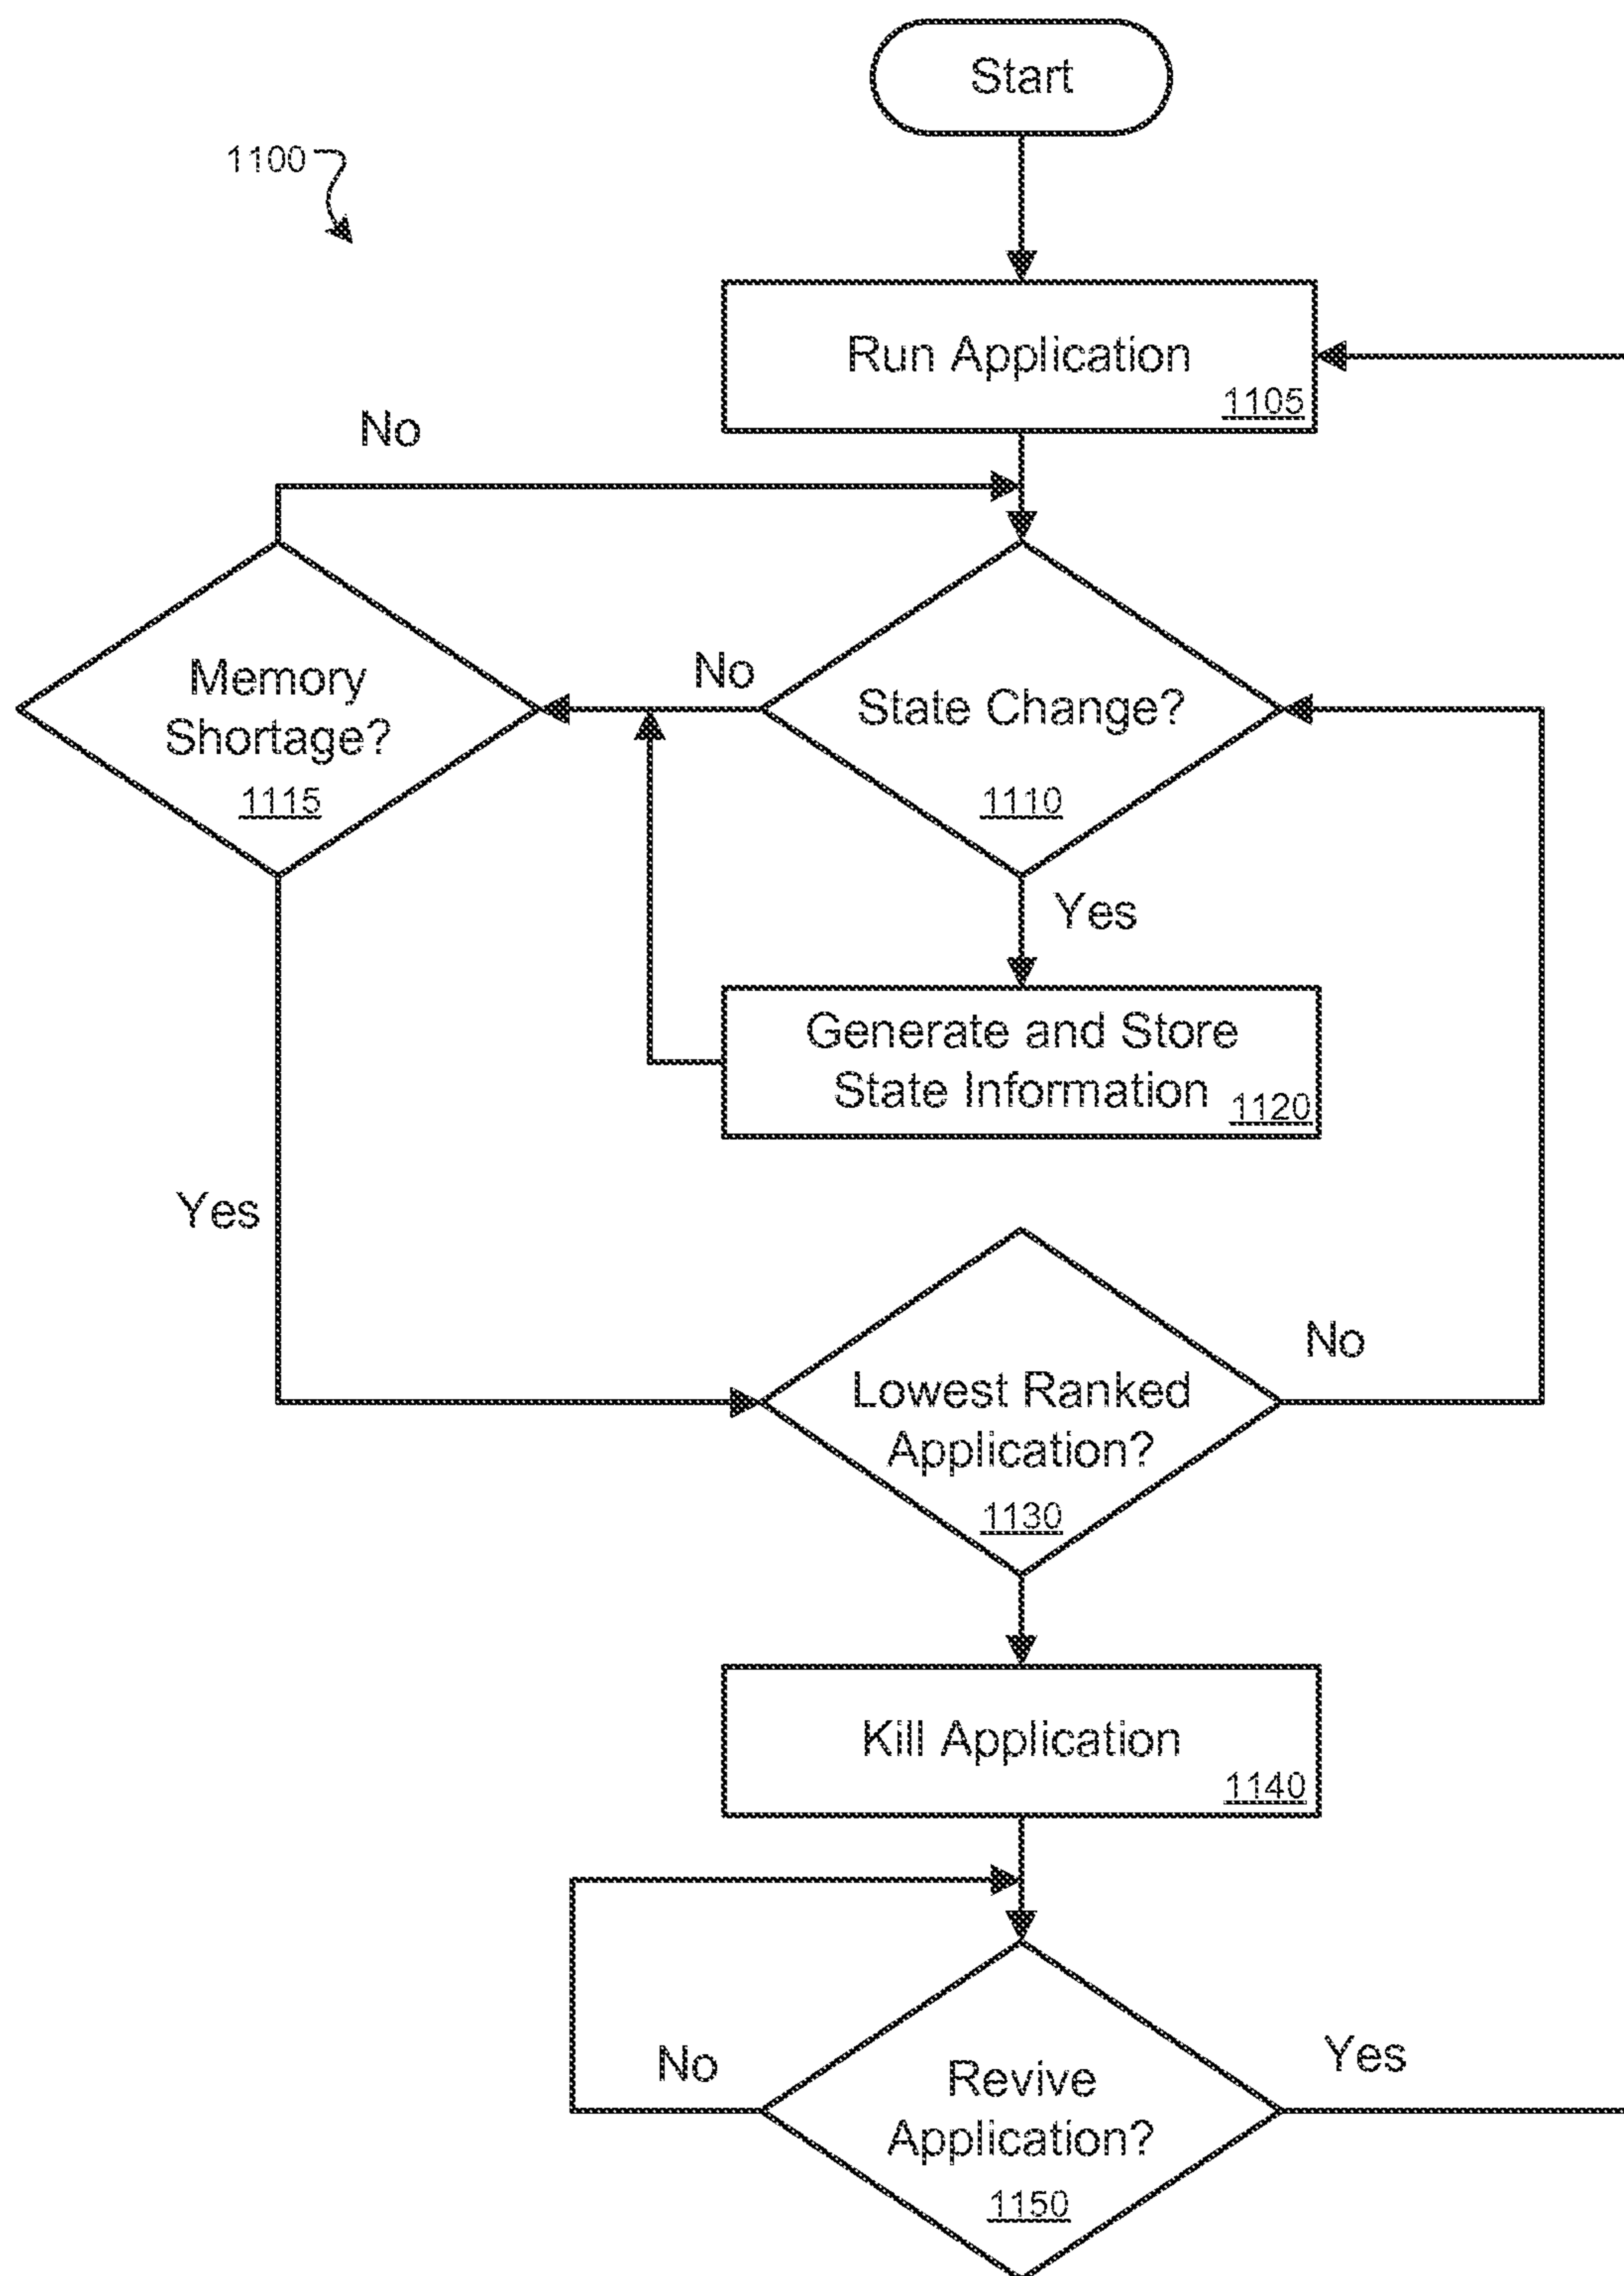 Start
1100
Run Application
1105
No
Memory
Shortage?
1115
No
State Change?
1110
Yes
Generate and Store
State Information
1120
Yes
Lowest Ranked
Application?
1130
No
Kill Application
1140
No
Revive
Application?
1150
Yes